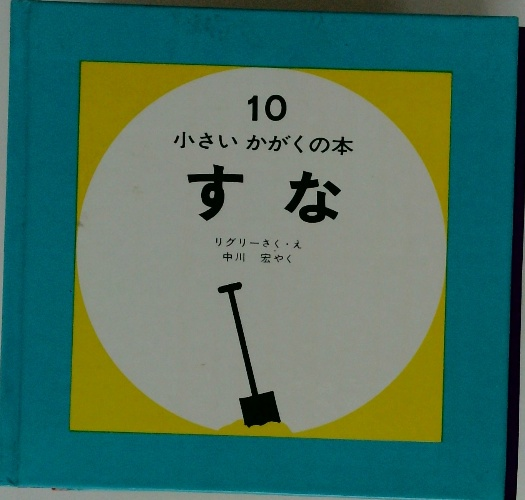 10
小さい かがくの本
すな
リグリーさく・え
中川 宏やく